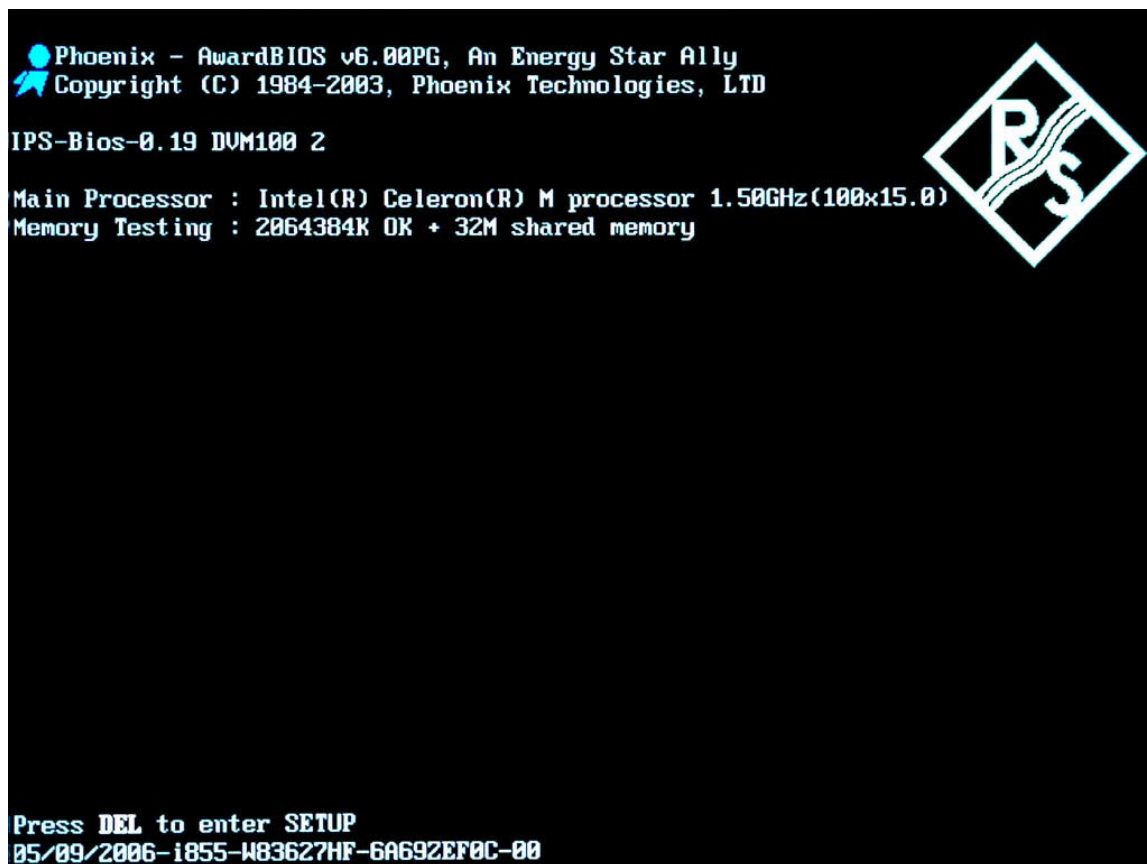 Phoenix - AwardBIOS v6.00PG, An Energy Star Ally
Copyright (C) 1984-2003, Phoenix Technologies, LTD
IPS-Bios-0.19 DVM100 2
Main Processor : Intel(R) Celeron(R) M processor 1.50GHz(100x15.0)
Memory Testing : 2064384K OK + 32M shared memory
R S
Press DEL to enter SETUP
05/09/2006-i855-W83627HF-6A69ZEF0C-00